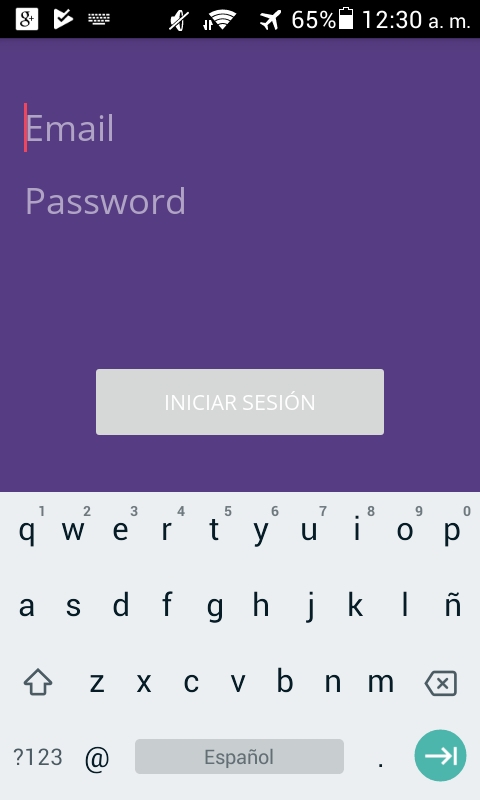 g+ 65% 12:30 a. m.
Email
Password
INICIAR SESIÓN
1 2 3 4 5 6 7 8 9 0
q w e r t y u i o p
a s d f g h j k l ñ
z x c v b n m
?123 @ Español .